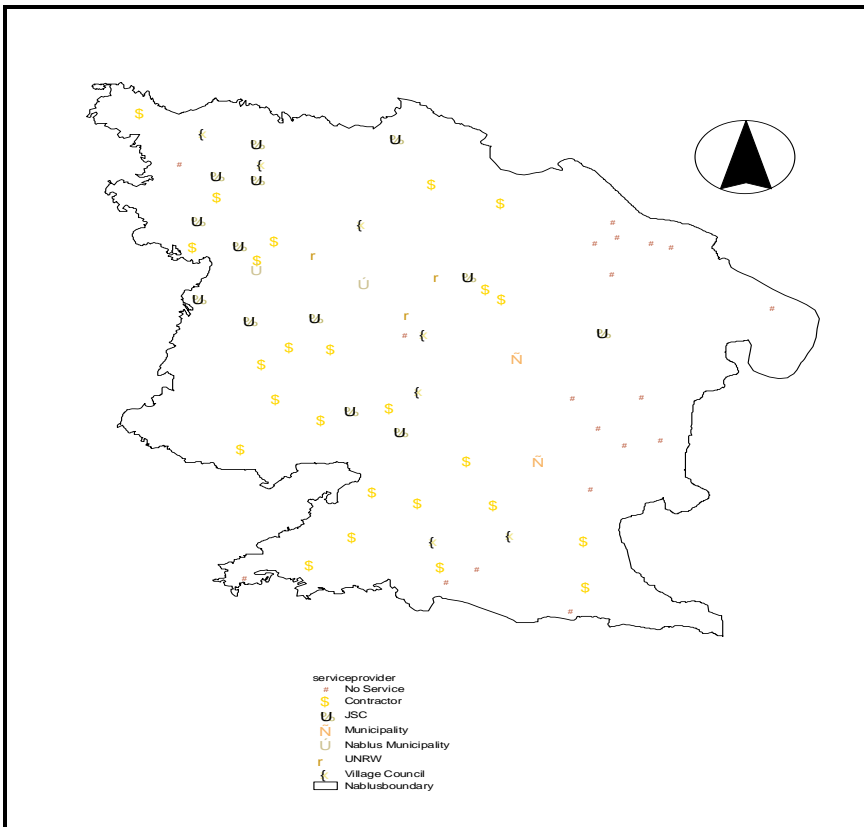 serviceprovider
# No Service
$ Contractor
U JSC
Ñ Municipality
Ú Nablus Municipality
r UNRW
{ Village Council
Nablusboundary